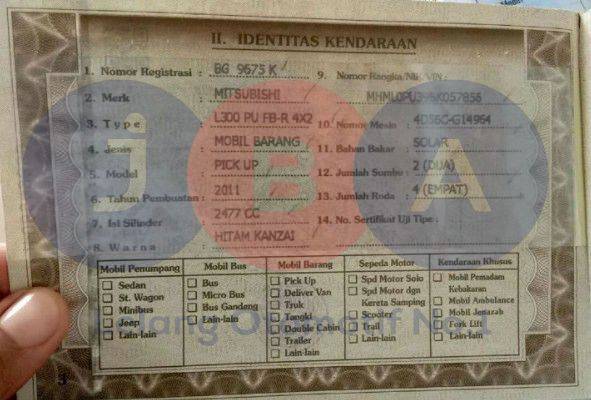 II. IDENTITAS KENDARAAN
1. Nomor Registrasi : BG 9675 K
2. Merk : MITSUBISHI
3. Type : L300 PU FB-R 4X2
4. Jenis : MOBIL BARANG
5. Model : PICK UP
6. Tahun Pembuatan : 2011
7. Isi Silinder : 2477 CC
8. Warna : HITAM KANZAI
9. Nomor Rangka/NIK/VIN :
10. Nomor Mesin : 4D56C-G14964
11. Bahan Bakar : SOLAR
12. Jumlah Sumbu : 2 (DUA)
13. Jumlah Roda : 4 (EMPAT)
14. No. Sertifikat Uji Tipe :
jBA
Mobil Penumpang
Sedan
St. Wagon
Minibus
Jeep
Lain-lain
Mobil Bus
Bus
Micro Bus
Bus Gandeng
Lain-lain
Mobil Barang
Pick Up
Deliver Van
Truk
Tangki
Double Cabin
Trailer
Lain-lain
Sepeda Motor
Spd Motor Solo
Spd Motor dgn
Kereta Samping
Scooter
Trail
Lain-lain
Kendaraan Khusus
Mobil Pemadam
Kebakaran
Mobil Ambulance
Mobil Jenazah
Fork Lift
Lain-lain
Balang Otomotif No.1